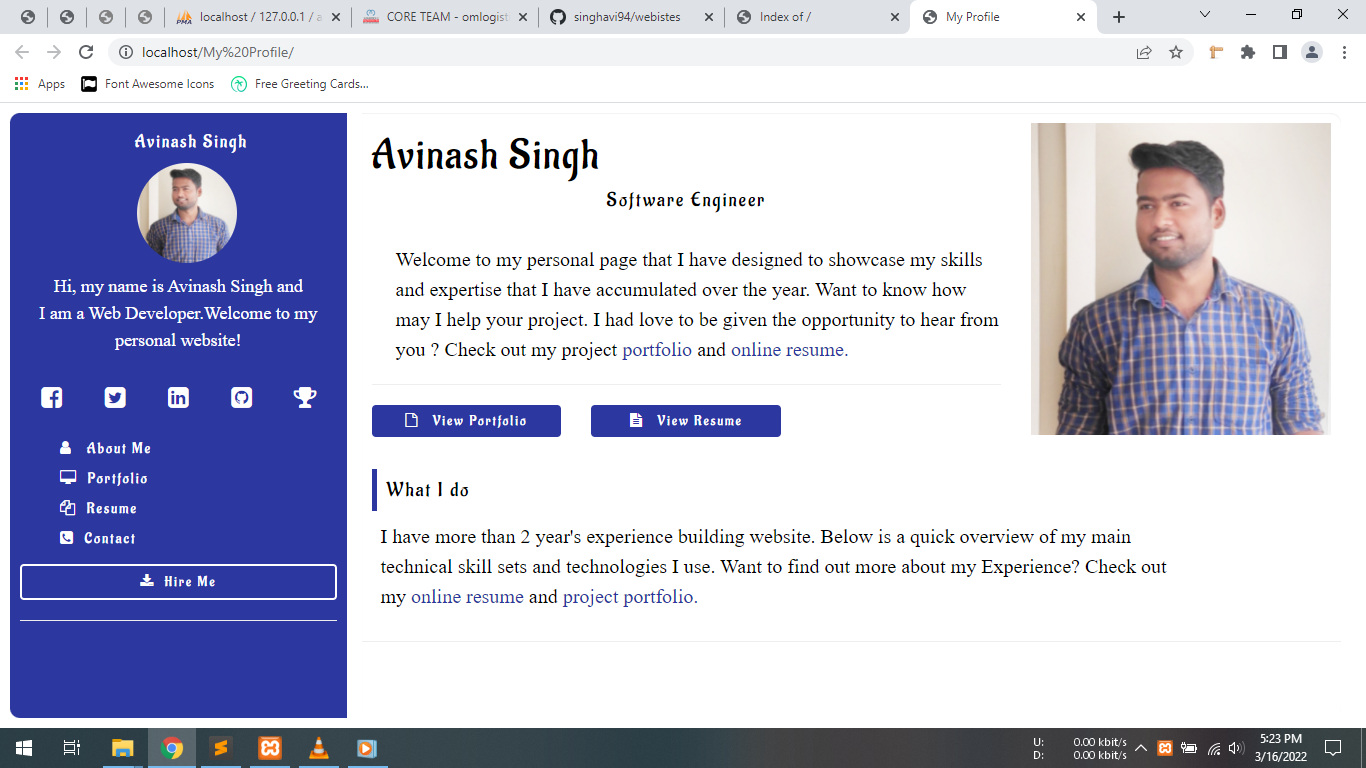 localhost / 127.0.0.1 / a
CORE TEAM - omlogist
singhavi94/webistes
Index of /
My Profile
localhost/My%20Profile/
Apps
Font Awesome Icons
Free Greeting Cards...
Avinash Singh
Hi, my name is Avinash Singh and
I am a Web Developer.Welcome to my
personal website!
About Me
Portfolio
Resume
Contact
Hire Me
Avinash Singh
Software Engineer
Welcome to my personal page that I have designed to showcase my skills
and expertise that I have accumulated over the year. Want to know how
may I help your project. I had love to be given the opportunity to hear from
you ? Check out my project portfolio and online resume.
View Portfolio
View Resume
What I do
I have more than 2 year's experience building website. Below is a quick overview of my main
technical skill sets and technologies I use. Want to find out more about my Experience? Check out
my online resume and project portfolio.
U: 0.00 kbit/s
D: 0.00 kbit/s
5:23 PM
3/16/2022